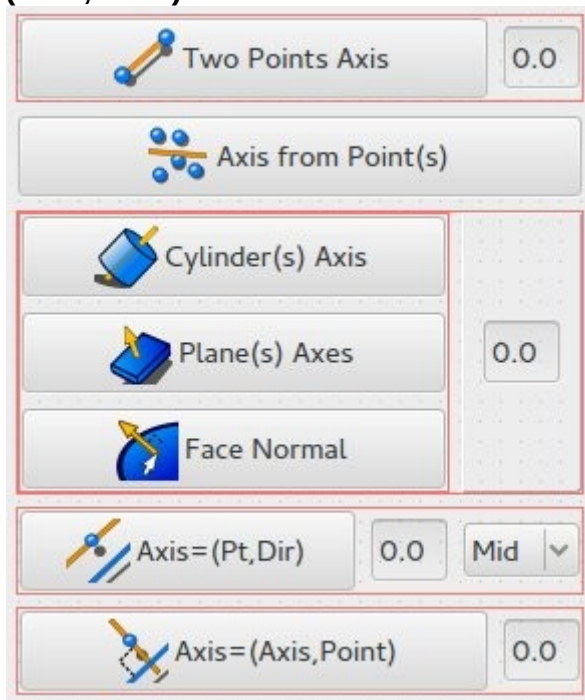 Two Points Axis 0.0
Axis from Point(s)
Cylinder(s) Axis
Plane(s) Axes 0.0
Face Normal
Axis=(Pt,Dir) 0.0 Mid
Axis=(Axis,Point) 0.0